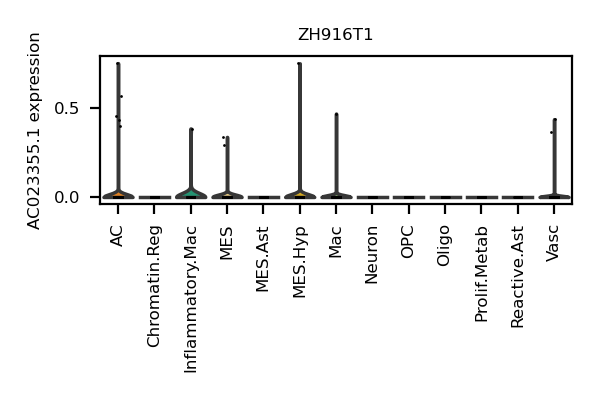 ZH916T1
AC023355.1 expression
0.5
0.0
AC
Chromatin.Reg
Inflammatory.Mac
MES
MES.Ast
MES.Hyp
Mac
Neuron
OPC
Oligo
Prolif.Metab
Reactive.Ast
Vasc